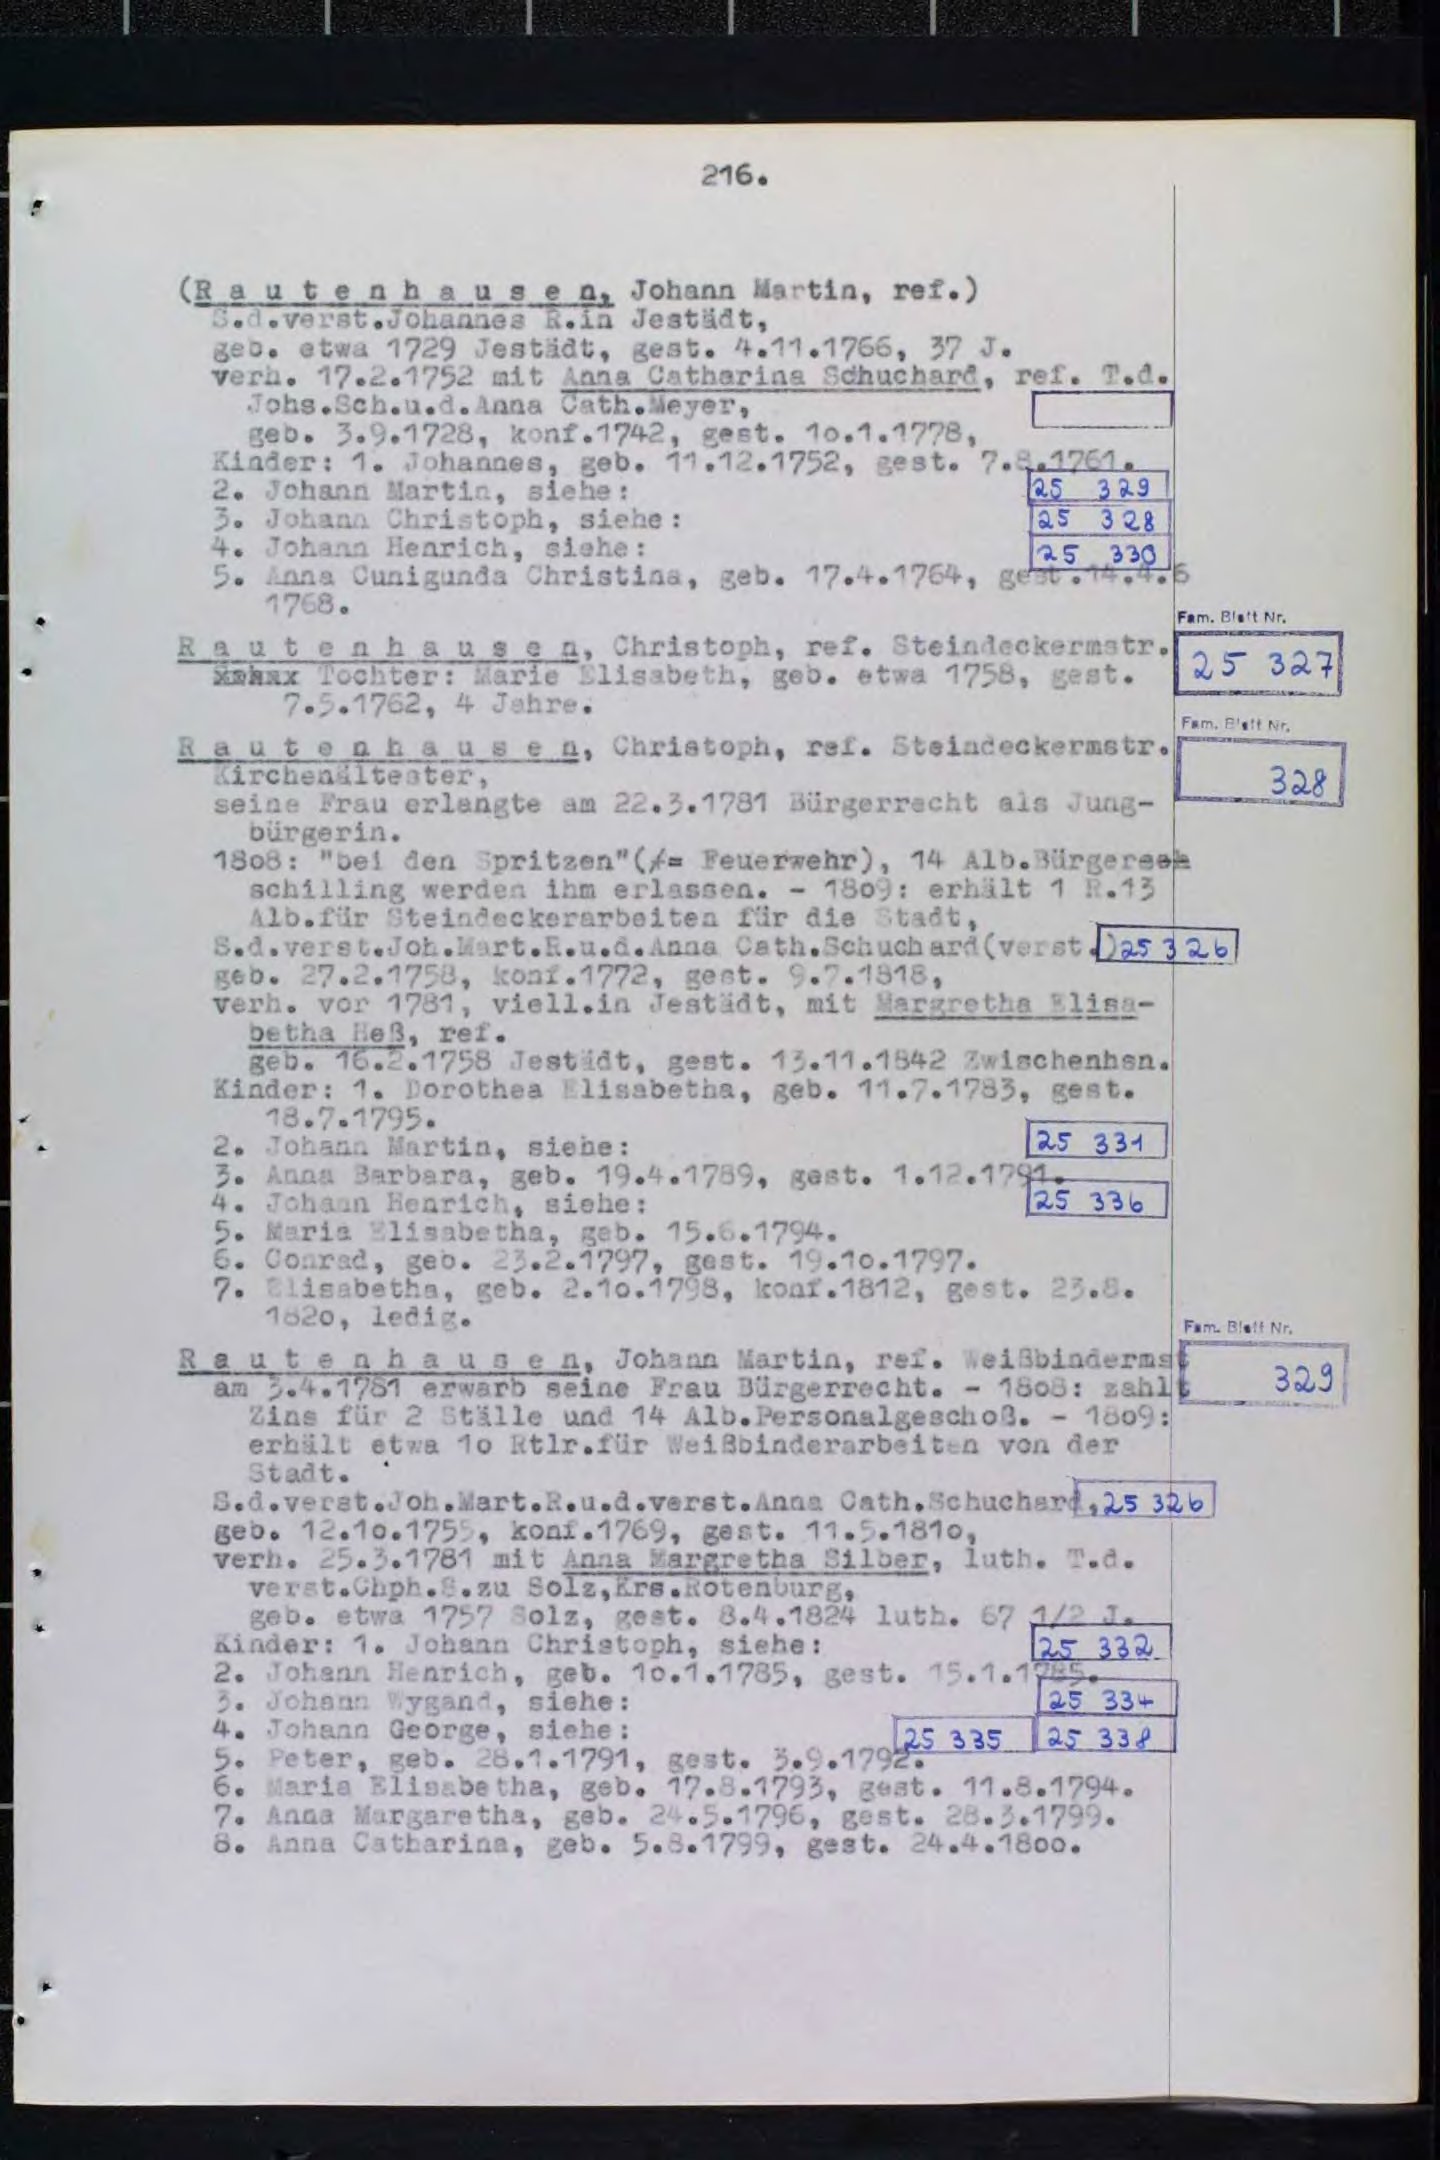 216.
(R a u t e n h a u s e n, Johann Martin, ref.)
S.d.verst.Johannes R.in Jestädt,
geb. etwa 1729 Jestädt, gest. 4.11.1766, 37 J.
verh. 17.2.1752 mit Anna Catharina Schuchard, ref. T.d.
Johs.Sch.u.d.Anna Cath.Meyer,
geb. 3.9.1728, konf.1742, gest. 1o.1.1778,
Kinder: 1. Johannes, geb. 11.12.1752, gest. 7.8.1761.
2. Johann Martin, siehe: 25 329
3. Johann Christoph, siehe: 25 328
4. Johann Henrich, siehe: 25 330
5. Anna Cunigunda Christina, geb. 17.4.1764, gest.14.4.6
1768.
Fam. Blatt Nr.
R a u t e n h a u s e n, Christoph, ref. Steindeckermstr. 25 327
Tochter: Marie Elisabeth, geb. etwa 1758, gest.
7.5.1762, 4 Jahre.
Fam. Blatt Nr.
R a u t e n h a u s e n, Christoph, ref. Steindeckermstr. 328
Kirchenältester,
seine Frau erlangte am 22.3.1781 Bürgerrecht als Jung-
bürgerin.
18o8: "bei den Spritzen"(≠= Feuerwehr), 14 Alb.Bürgersch
schilling werden ihm erlassen. - 18o9: erhält 1 R.13
Alb.für Steindeckerarbeiten für die Stadt,
S.d.verst.Joh.Mart.R.u.d.Anna Cath.Schuchard(verst.) 25 326
geb. 27.2.1758, konf.1772, gest. 9.7.1818,
verh. vor 1781, viell.in Jestädt, mit Margretha Elisa-
betha Heß, ref.
geb. 16.2.1758 Jestädt, gest. 13.11.1842 Zwischenhsn.
Kinder: 1. Dorothea Elisabetha, geb. 11.7.1783, gest.
18.7.1795.
2. Johann Martin, siehe: 25 331
3. Anna Barbara, geb. 19.4.1789, gest. 1.12.1791.
4. Johann Henrich, siehe: 25 336
5. Maria Elisabetha, geb. 15.6.1794.
6. Conrad, geb. 23.2.1797, gest. 19.1o.1797.
7. Elisabetha, geb. 2.1o.1798, konf.1812, gest. 23.8.
182o, ledig.
Fam. Blatt Nr.
R a u t e n h a u s e n, Johann Martin, ref. Weißbindermst 329
am 3.4.1781 erwarb seine Frau Bürgerrecht. - 18o8: zahlt
Zins für 2 Ställe und 14 Alb.Personalgeschoß. - 18o9:
erhält etwa 1o Rtlr.für Weißbinderarbeiten von der
Stadt.
S.d.verst.Joh.Mart.R.u.d.verst.Anna Cath.Schuchard, 25 326
geb. 12.1o.1755, konf.1769, gest. 11.5.181o,
verh. 25.3.1781 mit Anna Margretha Silber, luth. T.d.
verst.Chph.S.zu Solz,Krs.Rotenburg,
geb. etwa 1757 Solz, gest. 8.4.1824 luth. 67 1/2 J.
Kinder: 1. Johann Christoph, siehe: 25 332
2. Johann Henrich, geb. 1o.1.1785, gest. 15.1.1785.
3. Johann Wygand, siehe: 25 334
4. Johann George, siehe: 25 335 25 338
5. Peter, geb. 28.1.1791, gest. 3.9.1792.
6. Maria Elisabetha, geb. 17.8.1793, gest. 11.8.1794.
7. Anna Margaretha, geb. 24.5.1796, gest. 28.3.1799.
8. Anna Catharina, geb. 5.8.1799, gest. 24.4.18oo.